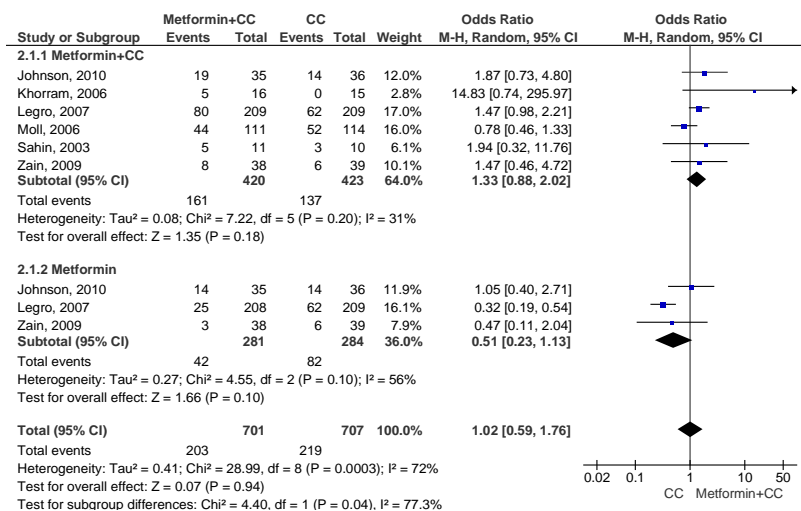 Metformin+CC CC Odds Ratio Odds Ratio
Study or Subgroup Events Total Events Total Weight M-H, Random, 95% CI M-H, Random, 95% CI
2.1.1 Metformin+CC
Johnson, 2010 19 35 14 36 12.0% 1.87 [0.73, 4.80]
Khorram, 2006 5 16 0 15 2.8% 14.83 [0.74, 295.97]
Legro, 2007 80 209 62 209 17.0% 1.47 [0.98, 2.21]
Moll, 2006 44 111 52 114 16.0% 0.78 [0.46, 1.33]
Sahin, 2003 5 11 3 10 6.1% 1.94 [0.32, 11.76]
Zain, 2009 8 38 6 39 10.1% 1.47 [0.46, 4.72]
Subtotal (95% CI) 420 423 64.0% 1.33 [0.88, 2.02]
Total events 161 137
Heterogeneity: Tau² = 0.08; Chi² = 7.22, df = 5 (P = 0.20); I² = 31%
Test for overall effect: Z = 1.35 (P = 0.18)
2.1.2 Metformin
Johnson, 2010 14 35 14 36 11.9% 1.05 [0.40, 2.71]
Legro, 2007 25 208 62 209 16.1% 0.32 [0.19, 0.54]
Zain, 2009 3 38 6 39 7.9% 0.47 [0.11, 2.04]
Subtotal (95% CI) 281 284 36.0% 0.51 [0.23, 1.13]
Total events 42 82
Heterogeneity: Tau² = 0.27; Chi² = 4.55, df = 2 (P = 0.10); I² = 56%
Test for overall effect: Z = 1.66 (P = 0.10)
Total (95% CI) 701 707 100.0% 1.02 [0.59, 1.76]
Total events 203 219
Heterogeneity: Tau² = 0.41; Chi² = 28.99, df = 8 (P = 0.0003); I² = 72%
Test for overall effect: Z = 0.07 (P = 0.94)
Test for subgroup differences: Chi² = 4.40, df = 1 (P = 0.04), I² = 77.3%
0.02 0.1 1 10 50
CC Metformin+CC